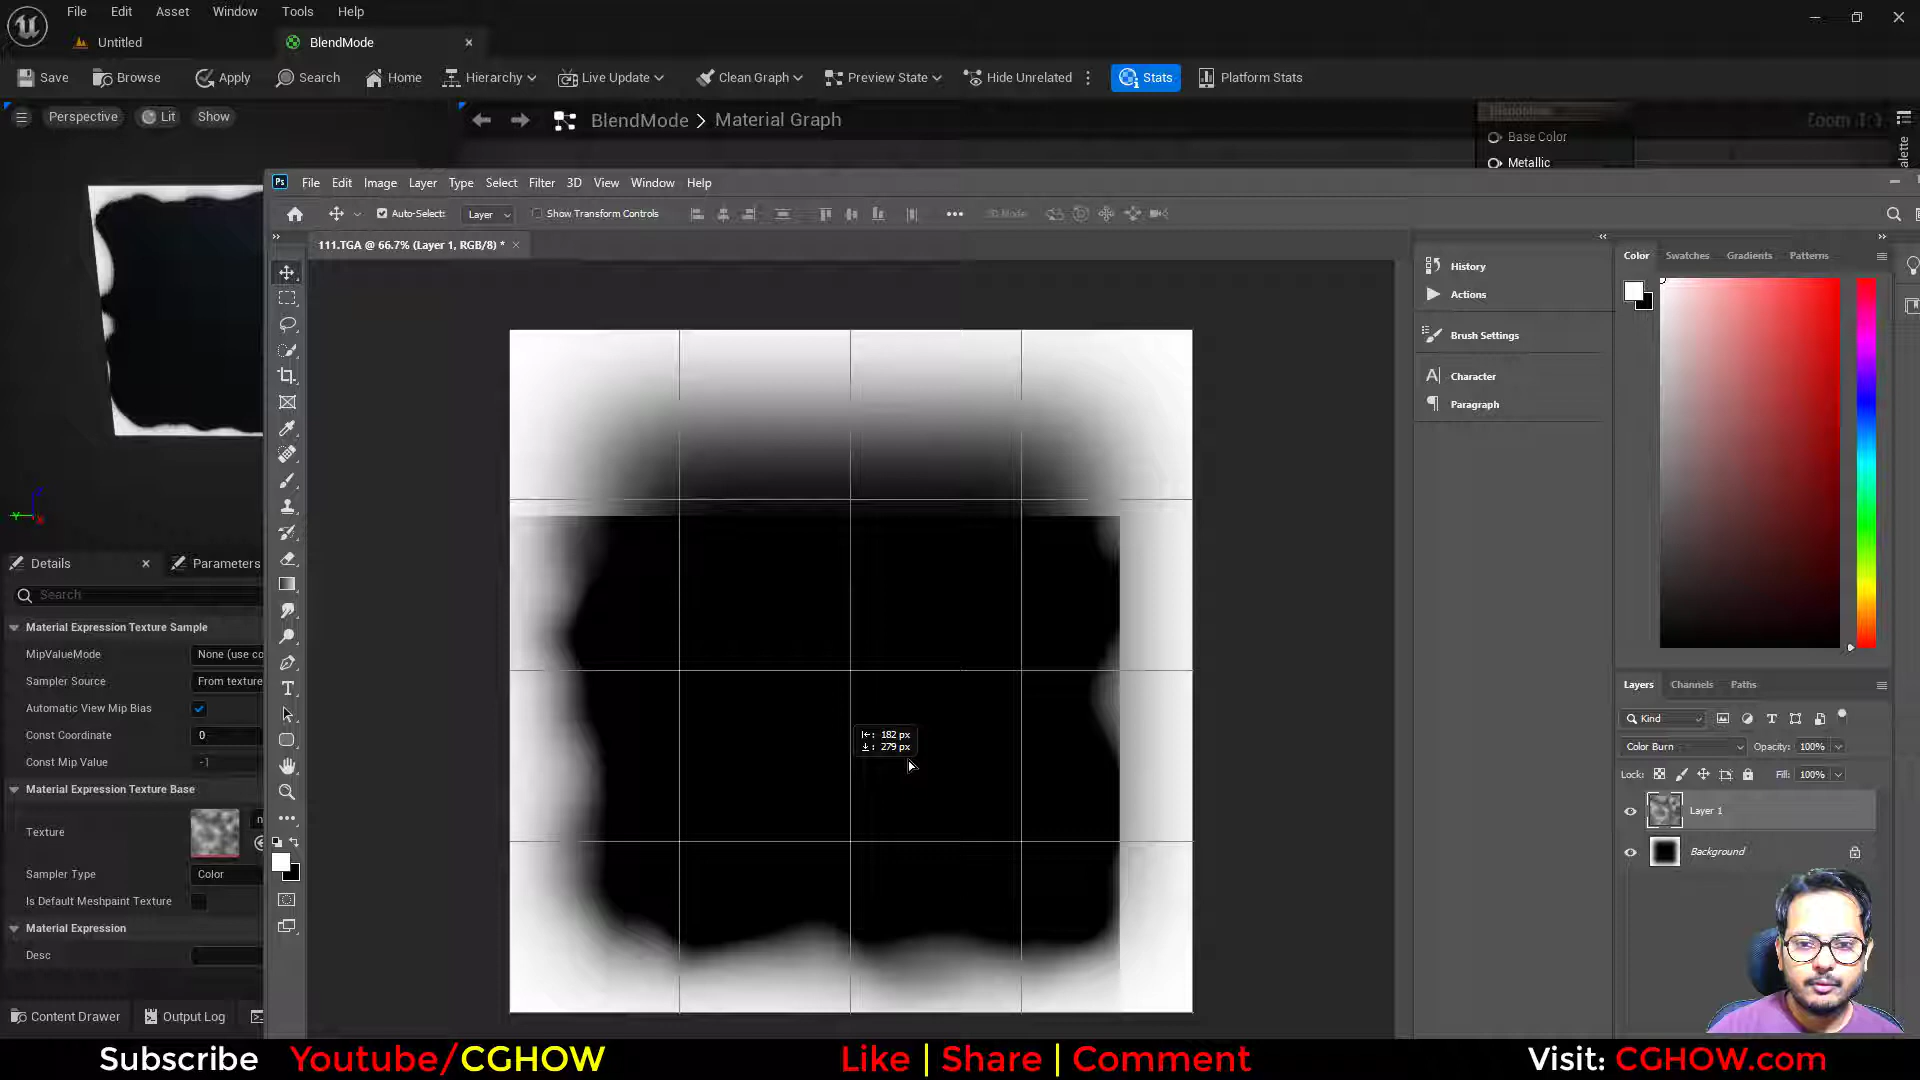 File Edit Asset Window Tools Help
Untitled BlendMode
Save Browse Apply Search Home Hierarchy Live Update Clean Graph Preview State Hide Unrelated Stats Platform Stats
Perspective Lit Show
BlendMode > Material Graph
Base Color
Metallic
Ps File Edit Image Layer Type Select Filter 3D View Window Help
Auto-Select: Layer Show Transform Controls 3D Mode
111.TGA @ 66.7% (Layer 1, RGB/8) *
History
Actions
Brush Settings
Character
Paragraph
Color Swatches Gradients Patterns
182 px
279 px
Layers Channels Paths
Kind
Color Burn Opacity: 100%
Lock: Fill: 100%
Layer 1
Background
Details Parameters
Search
Material Expression Texture Sample
MipValueMode None (use co
Sampler Source From texture
Automatic View Mip Bias
Const Coordinate 0
Const Mip Value -1
Material Expression Texture Base
Texture
Sampler Type Color
Is Default Meshpaint Texture
Material Expression
Desc
Content Drawer Output Log
Subscribe Youtube/CGHOW Like | Share | Comment Visit: CGHOW.com